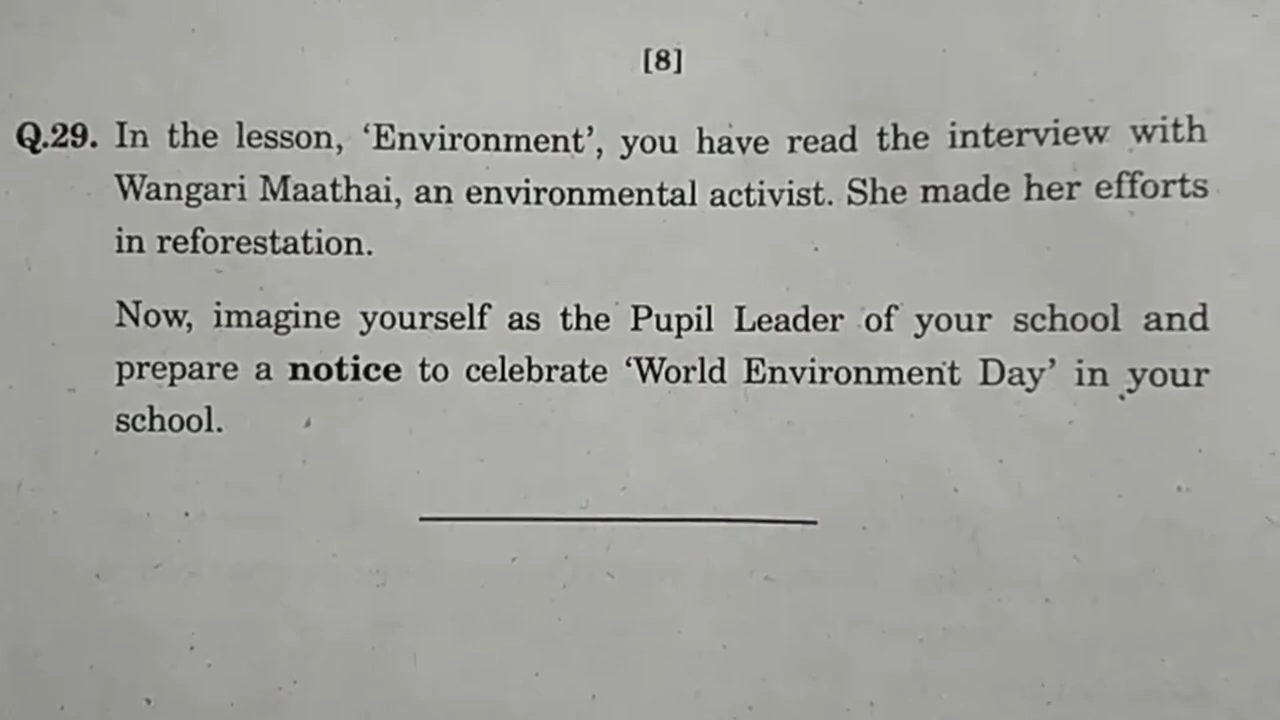 [8]
Q.29. In the lesson, ‘Environment’, you have read the interview with
Wangari Maathai, an environmental activist. She made her efforts
in reforestation.
Now, imagine yourself as the Pupil Leader of your school and
prepare a notice to celebrate ‘World Environment Day’ in your
school.